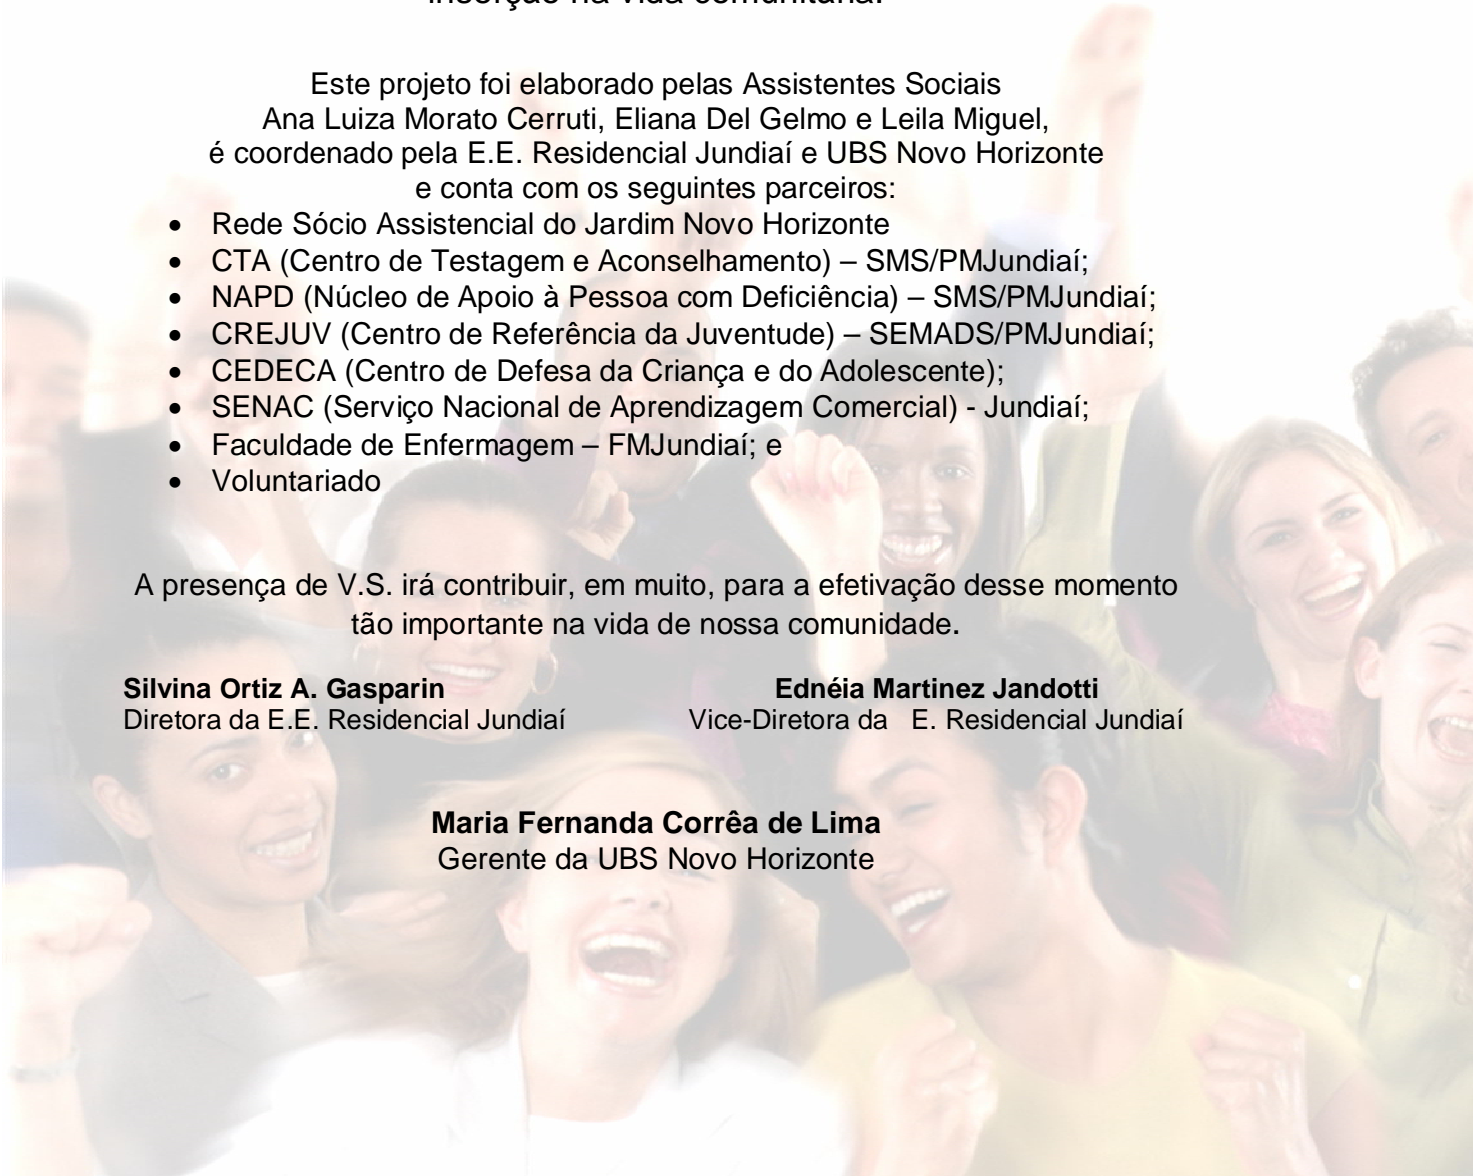 inserção na vida comunitária.
Este projeto foi elaborado pelas Assistentes Sociais
Ana Luiza Morato Cerruti, Eliana Del Gelmo e Leila Miguel,
é coordenado pela E.E. Residencial Jundiaí e UBS Novo Horizonte
e conta com os seguintes parceiros:
• Rede Sócio Assistencial do Jardim Novo Horizonte
• CTA (Centro de Testagem e Aconselhamento) – SMS/PMJundiaí;
• NAPD (Núcleo de Apoio à Pessoa com Deficiência) – SMS/PMJundiaí;
• CREJUV (Centro de Referência da Juventude) – SEMADS/PMJundiaí;
• CEDECA (Centro de Defesa da Criança e do Adolescente);
• SENAC (Serviço Nacional de Aprendizagem Comercial) - Jundiaí;
• Faculdade de Enfermagem – FMJundiaí; e
• Voluntariado
A presença de V.S. irá contribuir, em muito, para a efetivação desse momento
tão importante na vida de nossa comunidade.
Silvina Ortiz A. Gasparin Ednéia Martinez Jandotti
Diretora da E.E. Residencial Jundiaí Vice-Diretora da E. Residencial Jundiaí
Maria Fernanda Corrêa de Lima
Gerente da UBS Novo Horizonte